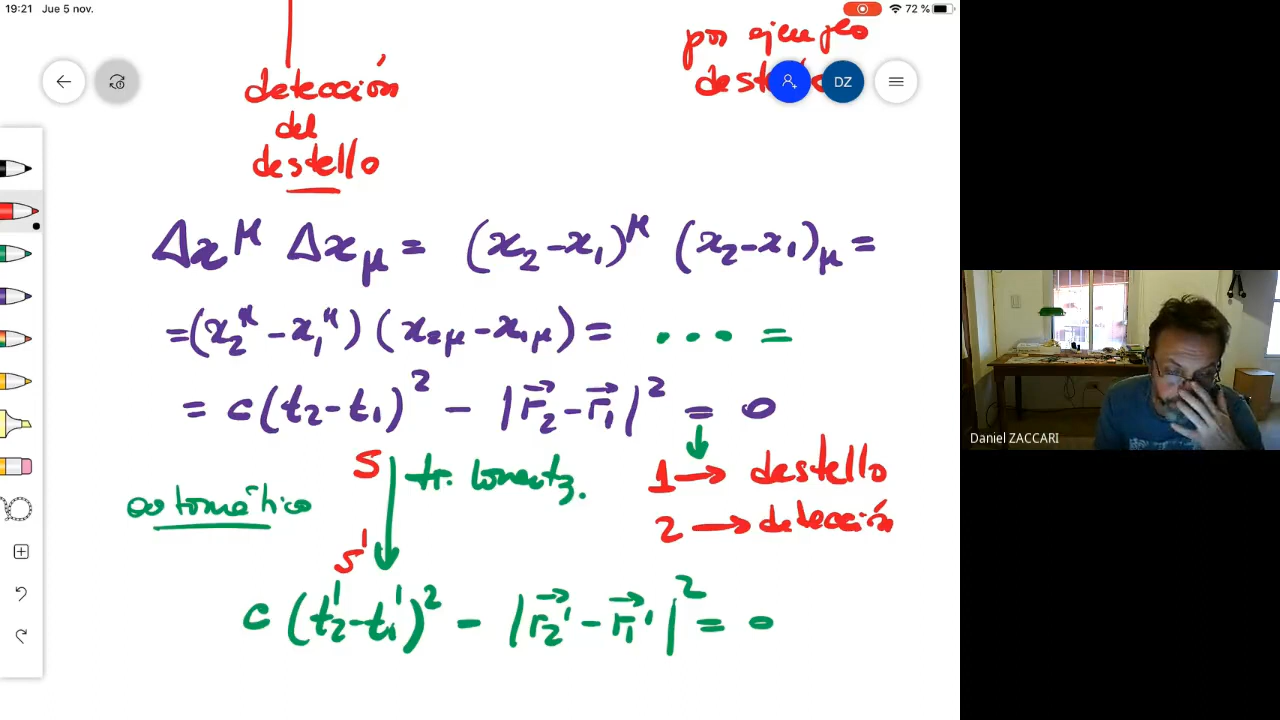 19:21 Jue 5 nov.
72 %
por ejemplo
detección
del
destello
DZ
Δx^μ Δx_μ = (x₂-x₁)^μ (x₂-x₁)_μ =
=(x₂^μ - x₁^μ) (x₂μ - x₁μ) = ... =
= c(t₂-t₁)² - |r⃗₂ - r⃗₁|² = 0
S tr. Lorentz.
1 → destello
automático
2 → detección
S'
c (t₂' - t₁')² - |r⃗₂' - r⃗₁'|² = 0
Daniel ZACCARI